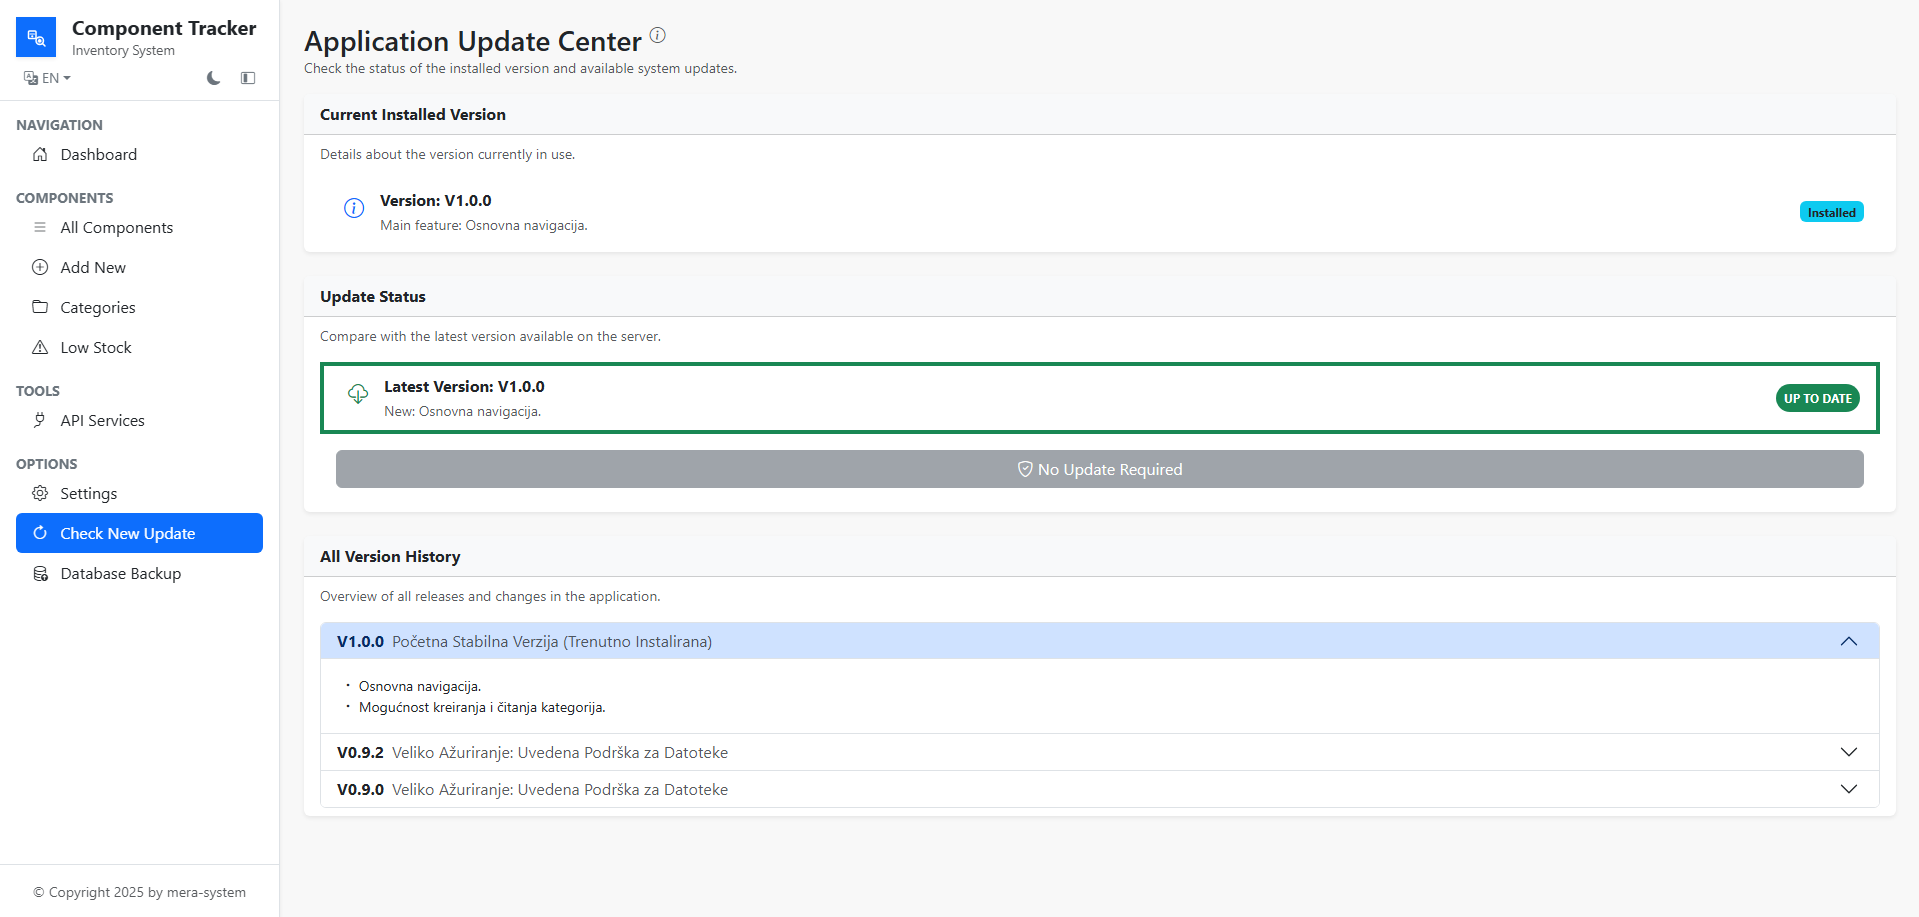 Component Tracker
Inventory System
EN
NAVIGATION
Dashboard
COMPONENTS
All Components
Add New
Categories
Low Stock
TOOLS
API Services
OPTIONS
Settings
Check New Update
Database Backup
© Copyright 2025 by mera-system
Application Update Center
Check the status of the installed version and available system updates.
Current Installed Version
Details about the version currently in use.
Version: V1.0.0
Main feature: Osnovna navigacija.
Installed
Update Status
Compare with the latest version available on the server.
Latest Version: V1.0.0
New: Osnovna navigacija.
UP TO DATE
No Update Required
All Version History
Overview of all releases and changes in the application.
V1.0.0 Početna Stabilna Verzija (Trenutno Instalirana)
• Osnovna navigacija.
• Mogućnost kreiranja i čitanja kategorija.
V0.9.2 Veliko Ažuriranje: Uvedena Podrška za Datoteke
V0.9.0 Veliko Ažuriranje: Uvedena Podrška za Datoteke